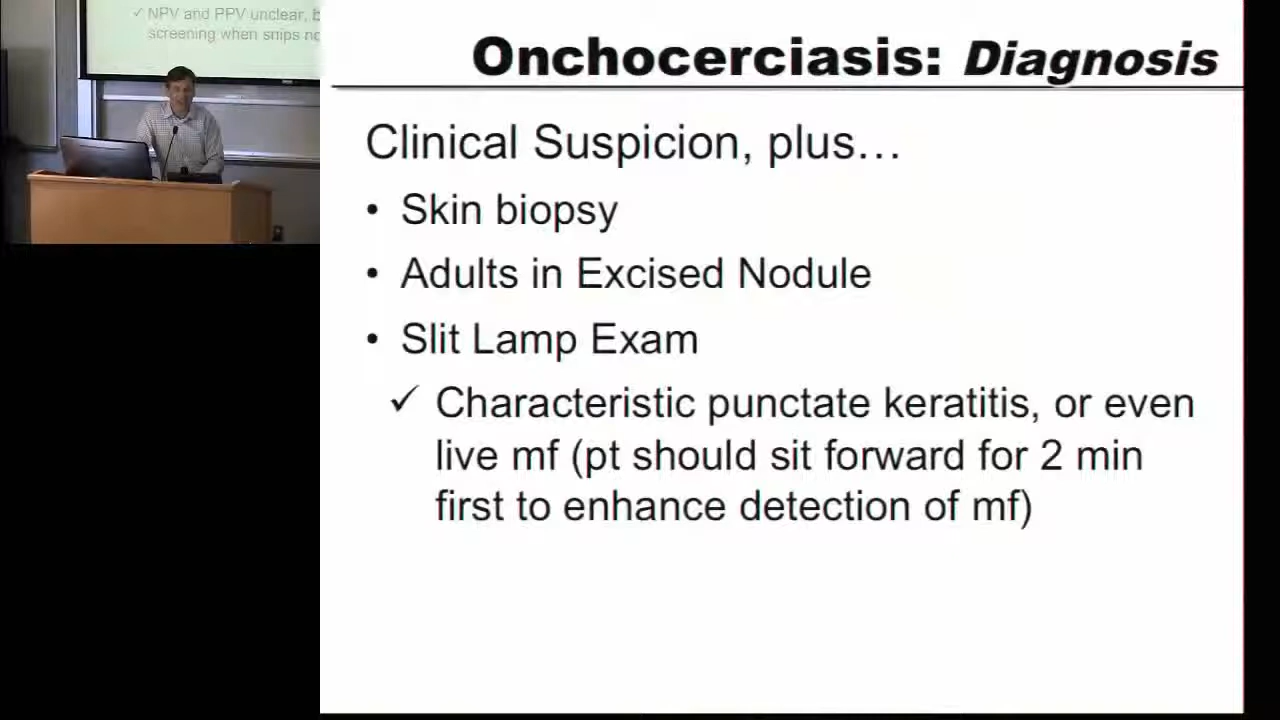 ✓ NPV and PPV unclear,
screening when snips
Onchocerciasis: Diagnosis
Clinical Suspicion, plus…
• Skin biopsy
• Adults in Excised Nodule
• Slit Lamp Exam
✓ Characteristic punctate keratitis, or even
live mf (pt should sit forward for 2 min
first to enhance detection of mf)